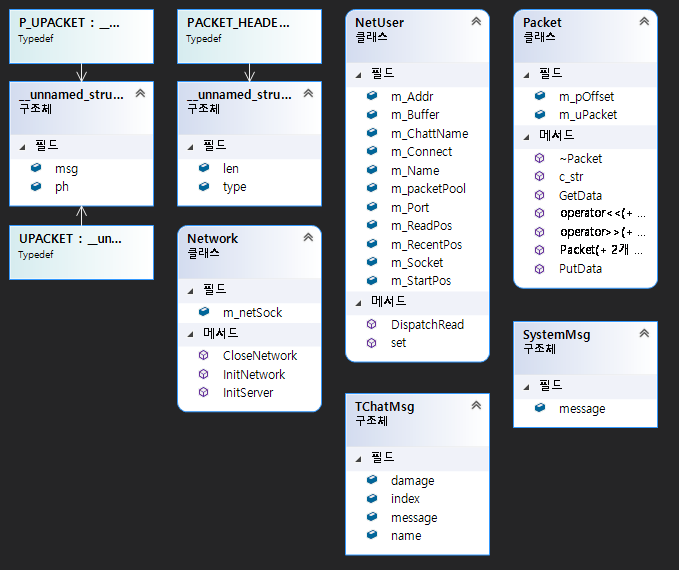 P_UPACKET : __...
Typedef
__unnamed_stru...
구조체
필드
msg
ph
UPACKET : __un...
Typedef
PACKET_HEADE...
Typedef
__unnamed_stru...
구조체
필드
len
type
Network
클래스
필드
m_netSock
메서드
CloseNetwork
InitNetwork
InitServer
NetUser
클래스
필드
m_Addr
m_Buffer
m_ChattName
m_Connect
m_Name
m_packetPool
m_Port
m_ReadPos
m_RecentPos
m_Socket
m_StartPos
메서드
DispatchRead
set
TChatMsg
구조체
필드
damage
index
message
name
Packet
클래스
필드
m_pOffset
m_uPacket
메서드
~Packet
c_str
GetData
operator<<(+ ...
operator>>(+ ...
Packet(+ 2개 ...
PutData
SystemMsg
구조체
필드
message